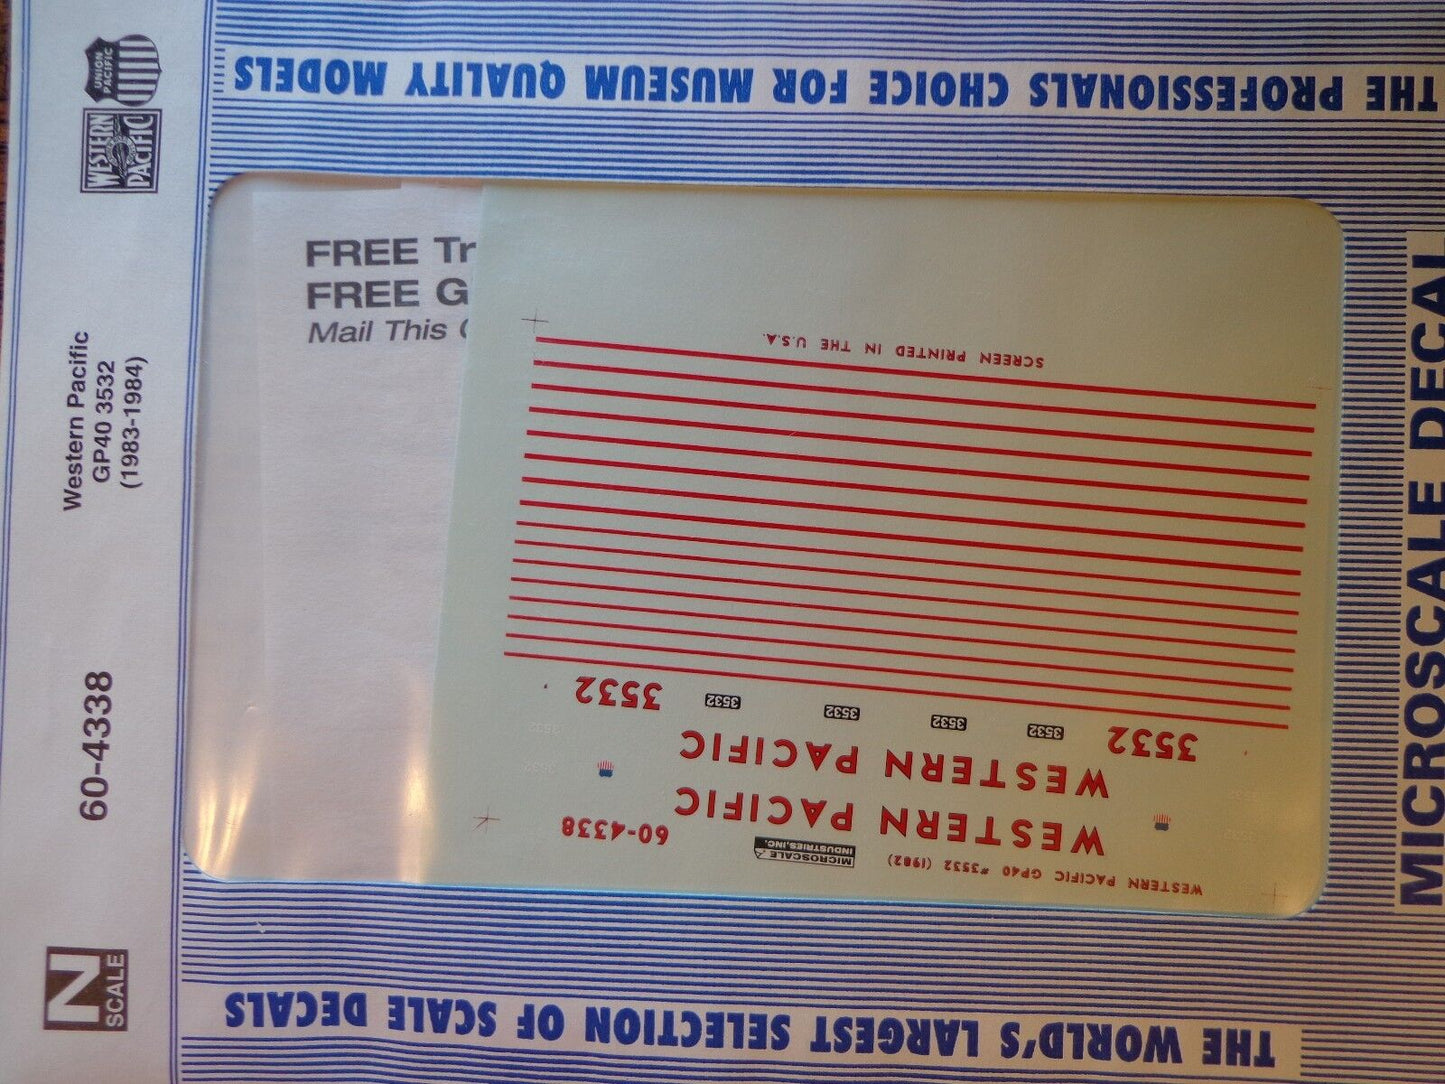 UNION
PACIFIC
WESTERN
PACIFIC
Western Pacific
GP40 3532
(1983-1984)
60-4338
N
SCALE
THE PROFESSIONALS CHOICE FOR MUSEUM QUALITY MODELS
MICROSCALE DECAL
THE WORLD'S LARGEST SELECTION OF SCALE DECALS
FREE Tr
FREE G
Mail This
WESTERN PACIFIC GP40 #3532 (1982)
MICROSCALE
INDUSTRIES, INC.
60-4338
WESTERN PACIFIC
WESTERN PACIFIC
3532
3532
3532
3532
3532
3532
SCREEN PRINTED IN THE U.S.A.